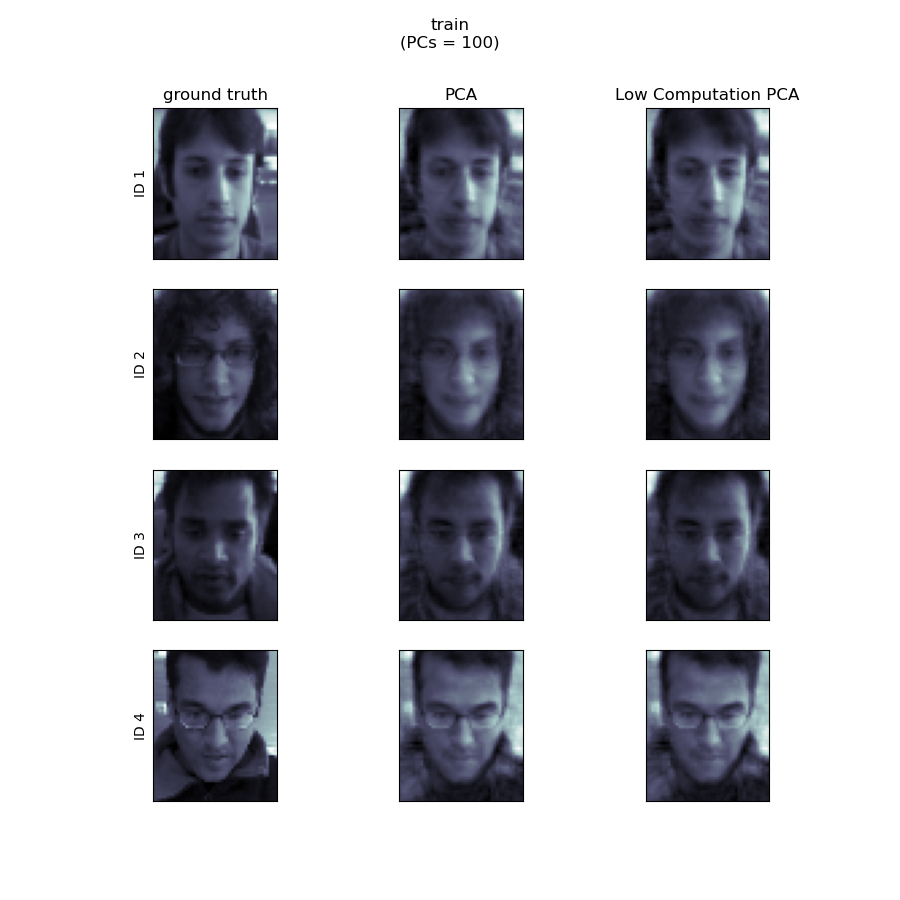 train
(PCs = 100)
ground truth
PCA
Low Computation PCA
ID 1
ID 2
ID 3
ID 4